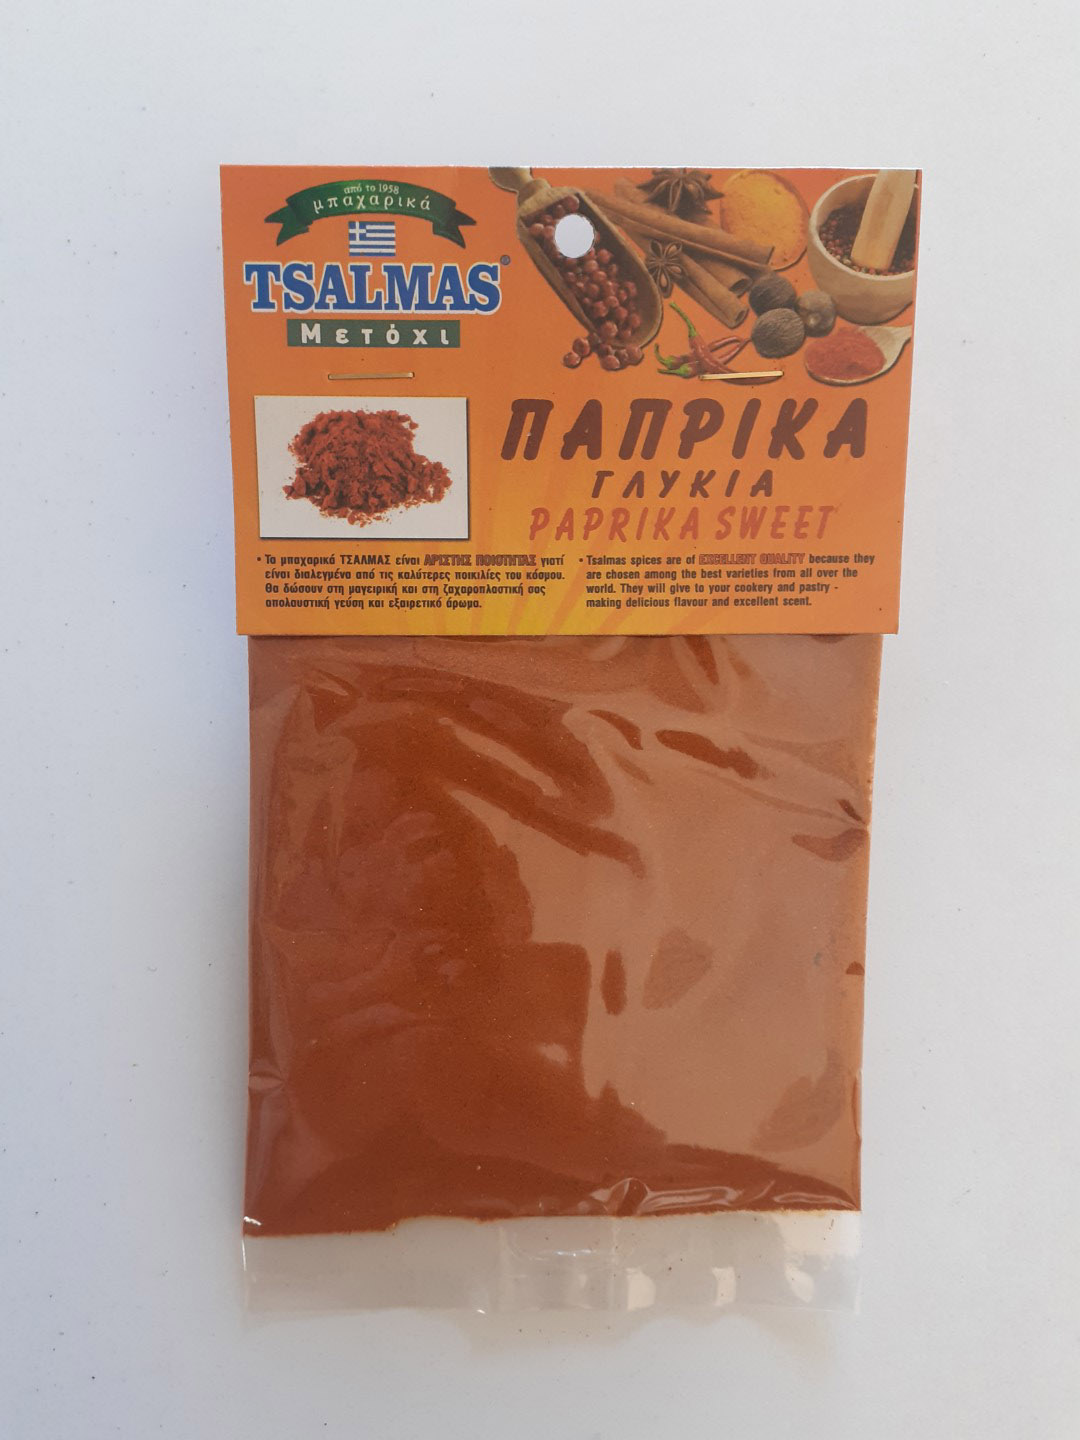 από το 1958
μπαχαρικά
TSALMAS®
Μετόχι
ΠΑΠΡΙΚΑ
ΓΛΥΚΙΑ
PAPRIKA SWEET
• Τα μπαχαρικά ΤΣΑΛΜΑΣ είναι ΑΡΙΣΤΗΣ ΠΟΙΟΤΗΤΑΣ γιατί
είναι διαλεγμένα από τις καλύτερες ποικιλίες του κόσμου.
Θα δώσουν στη μαγειρική και στη ζαχαροπλαστική σας
απολαυστική γεύση και εξαιρετικό άρωμα.
• Tsalmas spices are of EXCELLENT QUALITY because they
are chosen among the best varieties from all over the
world. They will give to your cookery and pastry -
making delicious flavour and excellent scent.